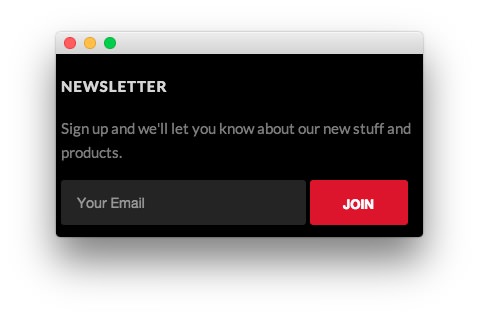 NEWSLETTER
Sign up and we'll let you know about our new stuff and
products.
Your Email
JOIN